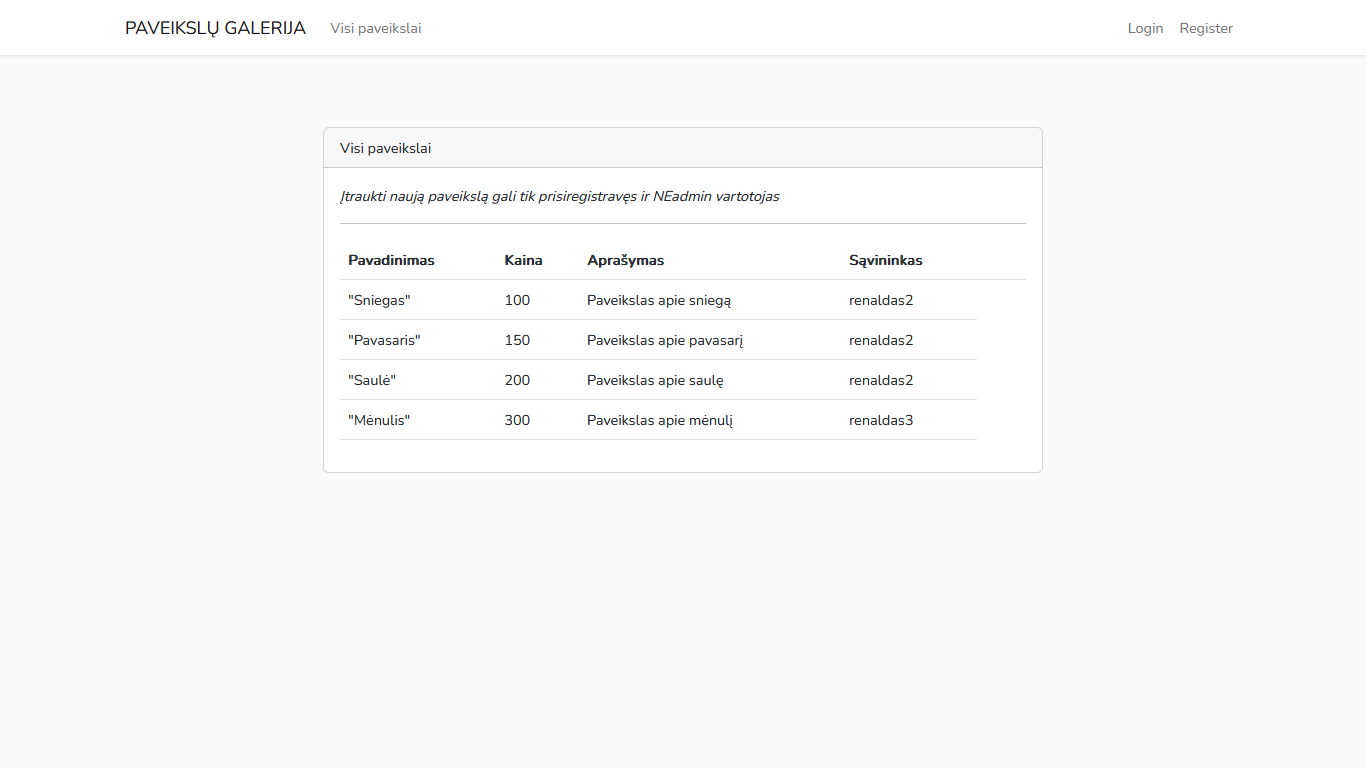 PAVEIKSLŲ GALERIJA Visi paveikslai Login Register
Visi paveikslai
Įtraukti naują paveikslą gali tik prisiregistravęs ir NEadmin vartotojas
Pavadinimas Kaina Aprašymas Sąvininkas
"Sniegas" 100 Paveikslas apie sniegą renaldas2
"Pavasaris" 150 Paveikslas apie pavasarį renaldas2
"Saulė" 200 Paveikslas apie saulę renaldas2
"Mėnulis" 300 Paveikslas apie mėnulį renaldas3